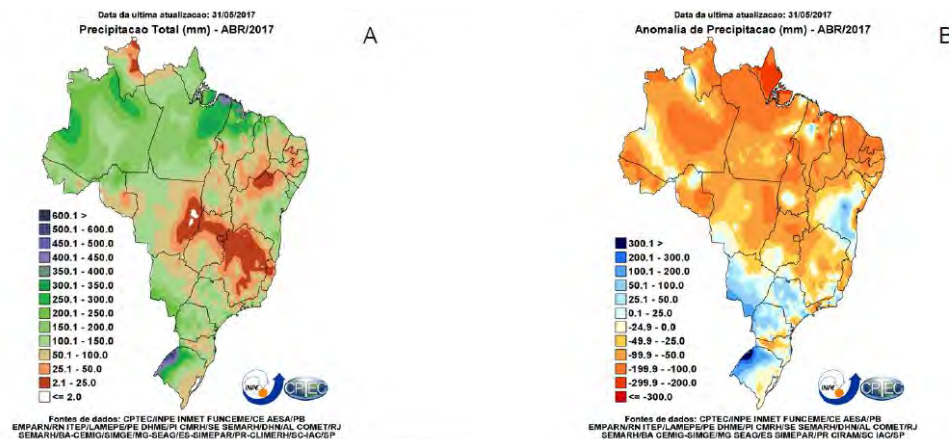 Data da ultima atualizacao: 31/05/2017
Precipitacao Total (mm) - ABR/2017
A
600.1 >
500.1 - 600.0
450.1 - 500.0
400.1 - 450.0
350.1 - 400.0
300.1 - 350.0
250.1 - 300.0
200.1 - 250.0
150.1 - 200.0
100.1 - 150.0
50.1 - 100.0
25.1 - 50.0
2.1 - 25.0
<= 2.0
INPE
CPTEC
Fontes de dados: CPTEC/INPE INMET FUNCEME/CE AESA/PB
EMPARN/RN ITEP/LAMEPE/PE DHME/PI CMRH/SE SEMARH/DHN/AL COMET/RJ
SEMARH/BA-CEMIG/SIMGE/MG-SEAG/ES-SIMEPAR/PR-CLIMERH/SC-IAC/SP
Data da ultima atualizacao: 31/05/2017
Anomalia de Precipitacao (mm) - ABR/2017
B
300.1 >
200.1 - 300.0
100.1 - 200.0
50.1 - 100.0
25.1 - 50.0
0.1 - 25.0
-24.9 - 0.0
-49.9 - -25.0
-99.9 - -50.0
-199.9 - -100.0
-299.9 - -200.0
<= -300.0
INPE
CPTEC
Fontes de dados: CPTEC/INPE INMET FUNCEME/CE AESA/PB
EMPARN/RN ITEP/LAMEPE/PE DHME/PI CMRH/SE SEMARH/DHN/AL COMET/RJ
SEMARH/BA CEMIG/SIMGE/MG SEAG/ES SIMEPAR/PR CIRAM/SC IAC/SP